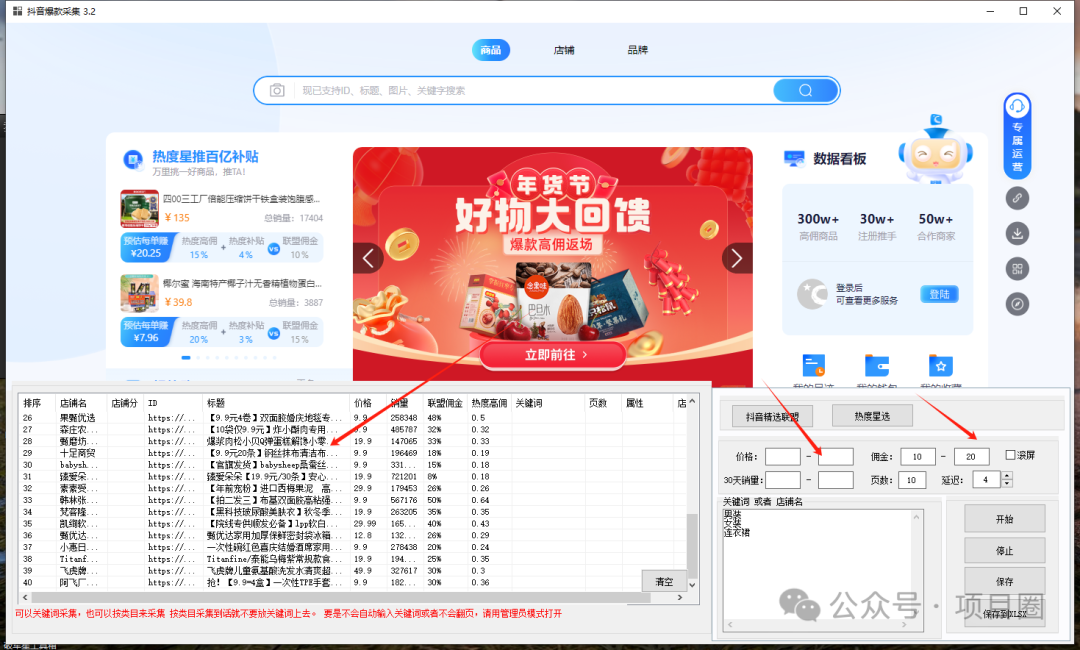 抖音爆款采集 3.2
商品 店铺 品牌
现已支持ID、标题、图片、关键字搜索
专属运营
热度星推百亿补贴
万里挑一好商品，推TA!
四00三工厂倍能压缩饼干铁盒装饱腹感...
¥ 135 总销量：17404
预估每单赚 热度高佣 热度补贴 联盟佣金
¥20.25 15% + 4% VS 10%
椰尔蜜 海南特产椰子汁无香精植物蛋白...
¥ 39.8 总销量：3887
预估每单赚 热度高佣 热度补贴 联盟佣金
¥7.96 20% + 3% VS 15%
年货节
好物大回馈
爆款高佣返场
巴旦木
立即前往 >
数据看板
300w+ 30w+ 50w+
高佣商品 注册推手 合作商家
登录后
可查看更多服务
登陆
排序 店铺名 店铺分 ID 标题 价格 销量 联盟佣金 热度高佣 关键词 页数 属性 店
26 果甄优选 https://... 【9.9元4卷】双面胶婚庆地毯专... 9.9 258348 48% 0.5
27 森庄农... https://... 【10袋仅9.9元】炸小酥肉专用... 9.9 485787 32% 0.32
28 甄磨坊... https://... 爆浆肉松小贝Q弹蛋糕解馋小零... 19.9 147065 33% 0.33
29 十足商贸 https://... 【9.9元20条】钢丝抹布清洁布... 9.9 196469 18% 0.19
30 babysh... https://... 【官旗发货】babysheep蛋蚕丝... 9.9 331... 15% 0.18
31 臻爱朵... https://... 臻爱朵朵【19.9元/30条】安心... 19.9 721201 8% 0.18
32 素素受... https://... 【年前宠粉】进口西梅果泥 高... 29.9 179453 26% 0.26
33 韩林张... https://... 【拍二发三】布基双面胶高粘强... 9.9 567176 50% 0.64
34 梵喜隆... https://... 【黑科技玻尿酸美肤衣】秋冬季... 19.9 263205 35% 0.35
35 凯绸软... https://... 【院线专供顺发必备】lpp软白... 29.99 165... 40% 0.43
36 甄优达... https://... 甄优达家用加厚保鲜密封袋冰箱... 12.8 132... 26% 0.29
37 小惠日... https://... 一次性碗红色喜庆结婚酒席家用... 9.9 278438 20% 0.24
38 Titanf... https://... Titanfine/泰能乌梅紫常规款食... 19.9 194... 25% 0.35
39 飞虎牌... https://... 飞虎牌儿童氨基酸洗发水清爽超... 49.9 327617 30% 0.3
40 阿飞厂... https://... 抢！【9.9=4盒】一次性TPE手套... 9.9 182... 30% 0.36
清空
可以关键词采集，也可以按类目来采集 按类目采集到话就不要放关键词上去。 要是不会自动输入关键词或者不会翻页，请用管理员模式打开
抖音精选联盟 热度星选
价格： - 佣金： 10 - 20 滚屏
30天销量： - 页数： 10 延迟： 4
关键词 或者 店铺名
男装
女装
连衣裙
开始
停止
保存
保存到XLSX
公众号 · 项目圈